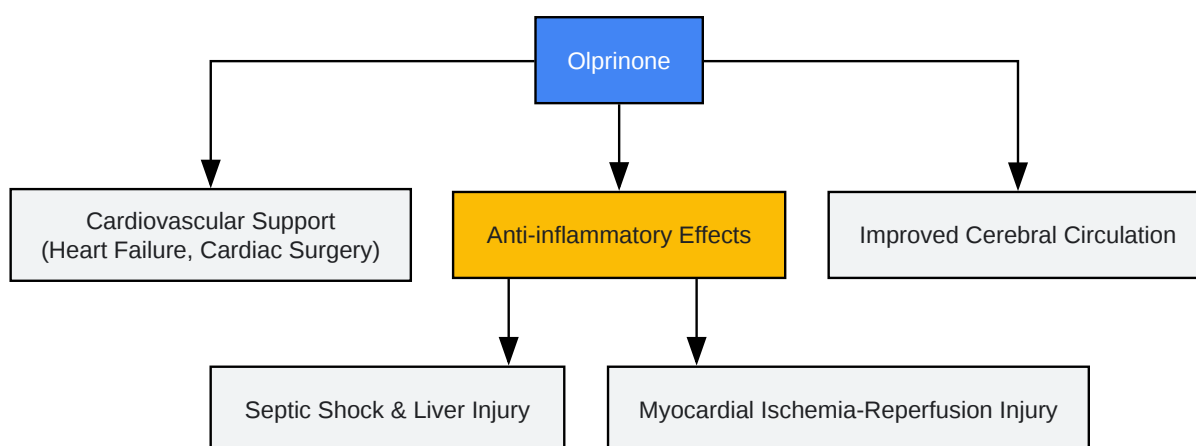 Olprinone
Cardiovascular Support
(Heart Failure, Cardiac Surgery)
Anti-inflammatory Effects
Improved Cerebral Circulation
Septic Shock & Liver Injury
Myocardial Ischemia-Reperfusion Injury